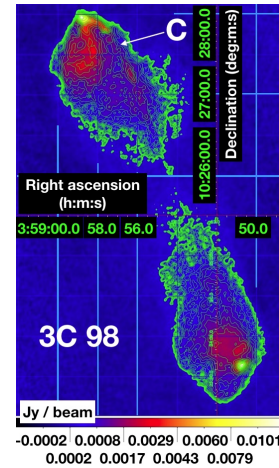 C
28:00.0
27:00.0
10:26:00.0
Declination (deg:m:s)
Right ascension
(h:m:s)
3:59:00.0 58.0 56.0 50.0
3C 98
Jy / beam
-0.0002 0.0008 0.0029 0.0060 0.0101
0.0002 0.0017 0.0043 0.0079